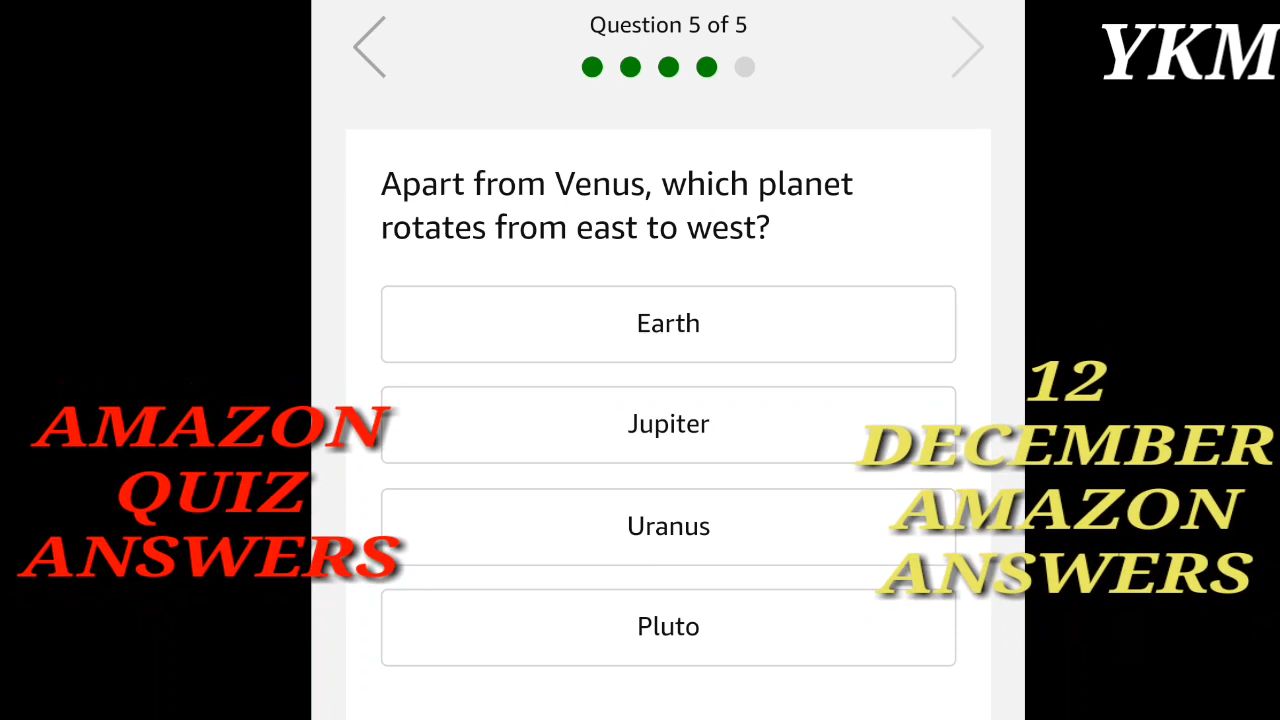 Question 5 of 5
YKM
Apart from Venus, which planet
rotates from east to west?
Earth
Jupiter
Uranus
Pluto
AMAZON
QUIZ
ANSWERS
12
DECEMBER
AMAZON
ANSWERS